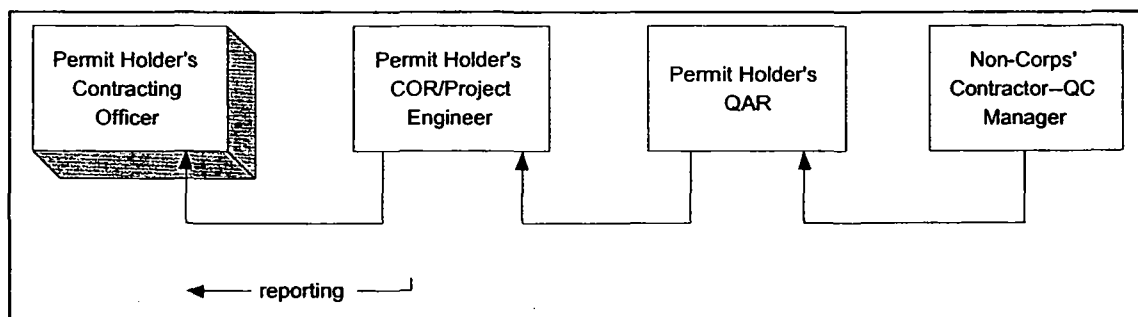 Permit Holder's
Contracting
Officer
Permit Holder's
COR/Project
Engineer
Permit Holder's
QAR
Non-Corps'
Contractor–QC
Manager
reporting